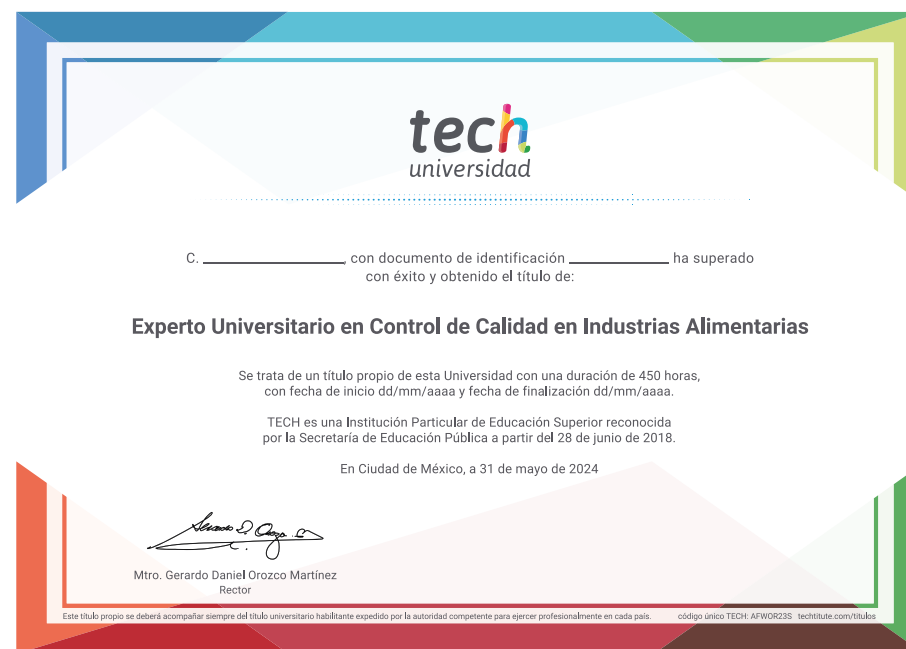 tech
universidad
C. ____________________, con documento de identificación ______________ ha superado
con éxito y obtenido el título de:
Experto Universitario en Control de Calidad en Industrias Alimentarias
Se trata de un título propio de esta Universidad con una duración de 450 horas,
con fecha de inicio dd/mm/aaaa y fecha de finalización dd/mm/aaaa.
TECH es una Institución Particular de Educación Superior reconocida
por la Secretaría de Educación Pública a partir del 28 de junio de 2018.
En Ciudad de México, a 31 de mayo de 2024
Mtro. Gerardo Daniel Orozco Martínez
Rector
Este título propio se deberá acompañar siempre del título universitario habilitante expedido por la autoridad competente para ejercer profesionalmente en cada país. código único TECH: AFWOR23S techtitute.com/titulos